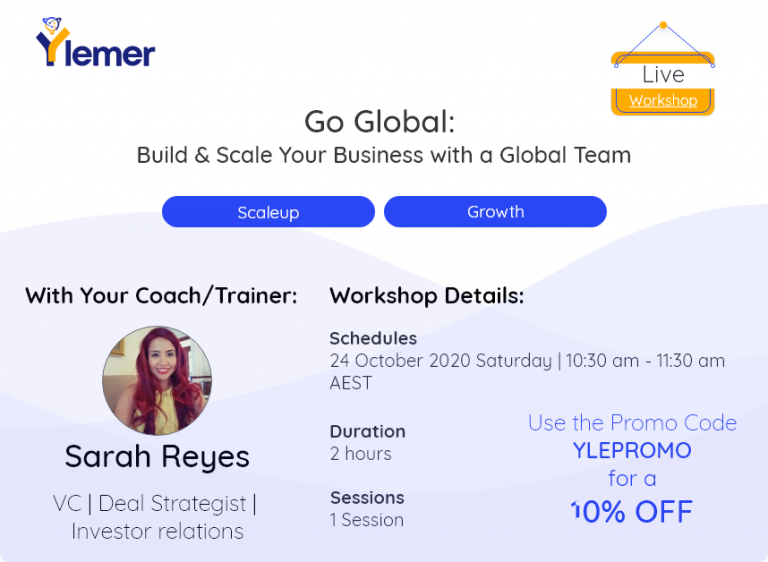 Ylemer
Live
Workshop
Go Global:
Build & Scale Your Business with a Global Team
Scaleup
Growth
With Your Coach/Trainer:
Sarah Reyes
VC | Deal Strategist |
Investor relations
Workshop Details:
Schedules
24 October 2020 Saturday | 10:30 am - 11:30 am
AEST
Duration
2 hours
Sessions
1 Session
Use the Promo Code
YLEPROMO
for a
10% OFF